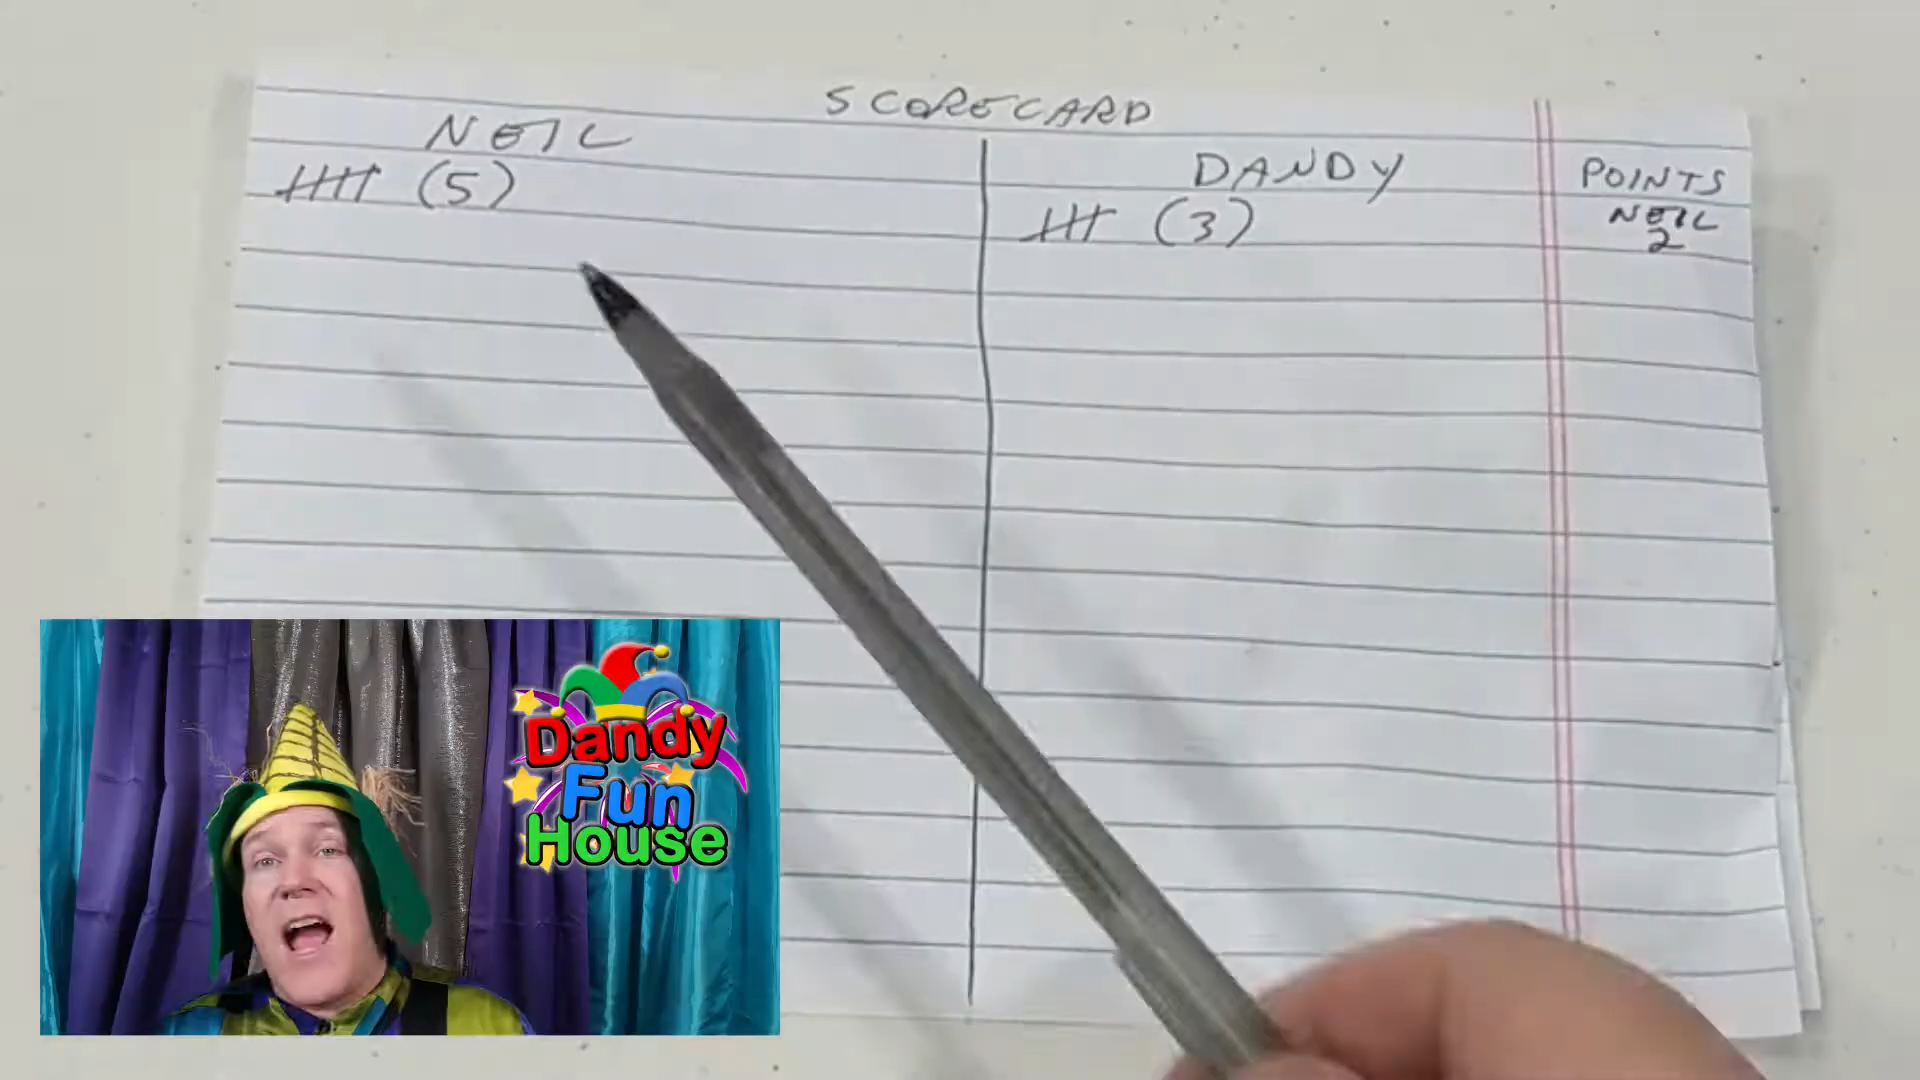 SCORECARD
NEIL
DANDY
POINTS
(5)
(3)
NEIL
2
Dandy
Fun
House